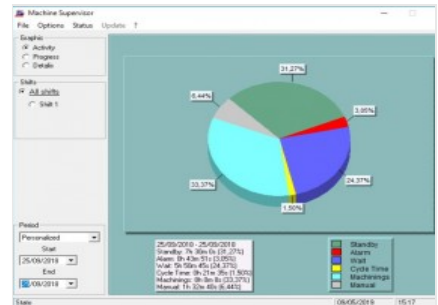 Machine Supervisor
File Options Status Update ?
Graphic
Activity
Progress
Details
Shifts
All shifts
Shift 1
31,27%
3,05%
24,37%
1,50%
33,37%
6,44%
Period
Personalized
Start
25/09/2018
End
/09/2018
25/09/2018 - 25/09/2018
Standby: 7h 30m 0s (31,27%)
Alarm: 0h 43m 51s (3,05%)
Wait: 5h 50m 45s (24,37%)
Cycle Time: 0h 21m 35s (1,50%)
Machinings: 8h 0m 8s (33,37%)
Manual: 1h 32m 40s (6,44%)
Standby
Alarm
Wait
Cycle Time
Machinings
Manual
State
15:17